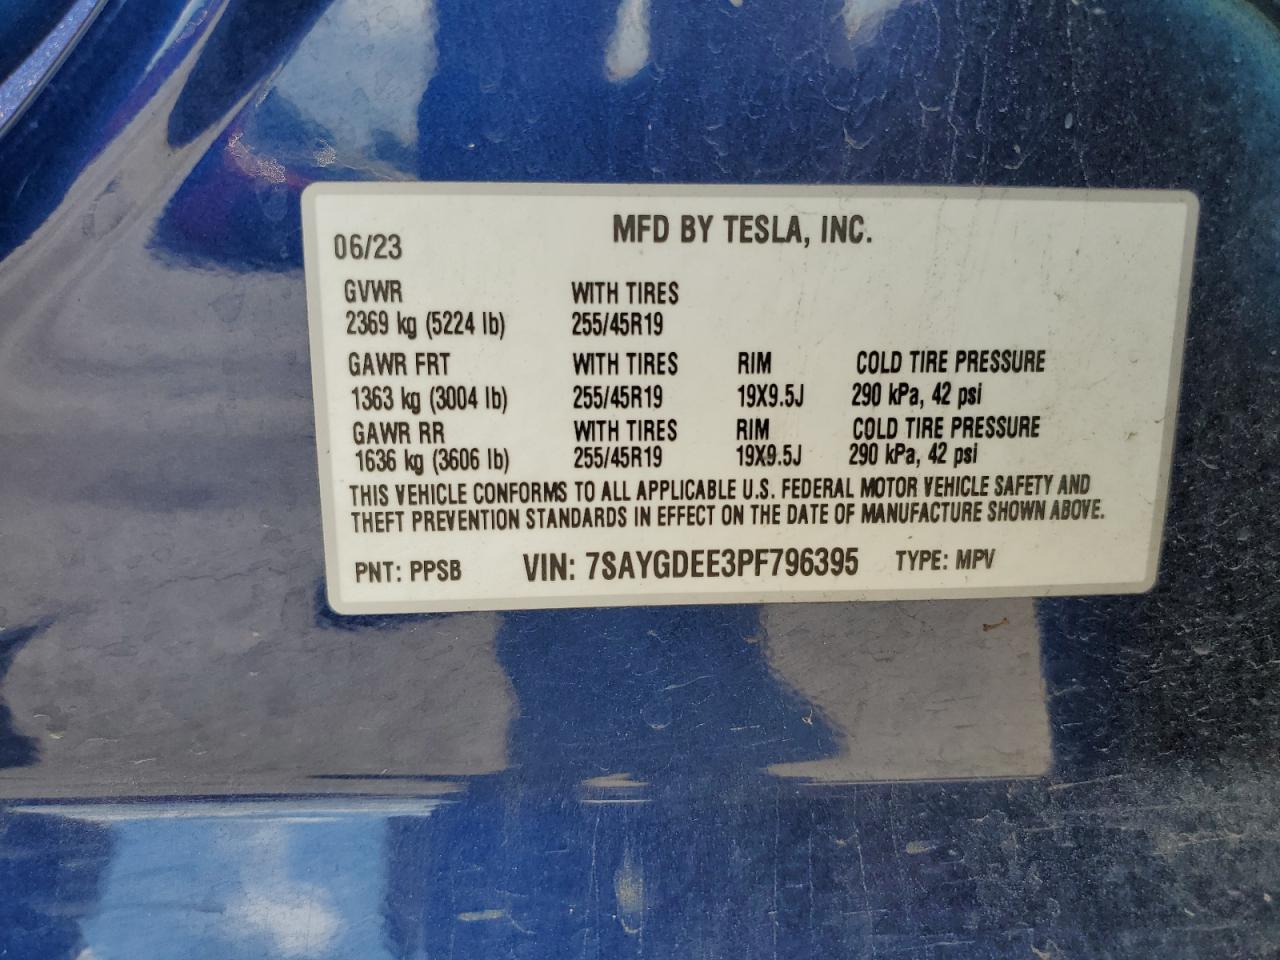 MFD BY TESLA, INC.
06/23
GVWR WITH TIRES
2369 kg (5224 lb) 255/45R19
GAWR FRT WITH TIRES RIM COLD TIRE PRESSURE
1363 kg (3004 lb) 255/45R19 19X9.5J 290 kPa, 42 psi
GAWR RR WITH TIRES RIM COLD TIRE PRESSURE
1636 kg (3606 lb) 255/45R19 19X9.5J 290 kPa, 42 psi
THIS VEHICLE CONFORMS TO ALL APPLICABLE U.S. FEDERAL MOTOR VEHICLE SAFETY AND
THEFT PREVENTION STANDARDS IN EFFECT ON THE DATE OF MANUFACTURE SHOWN ABOVE.
PNT: PPSB VIN: 7SAYGDEE3PF796395 TYPE: MPV